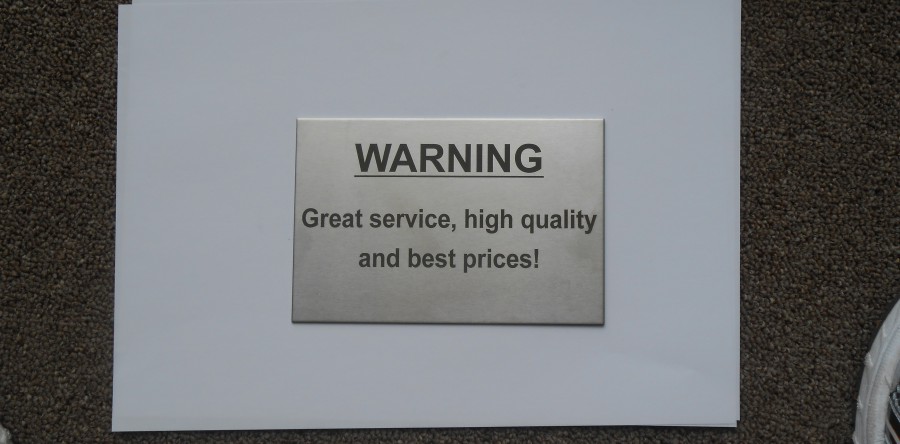 WARNING
Great service, high quality
and best prices!